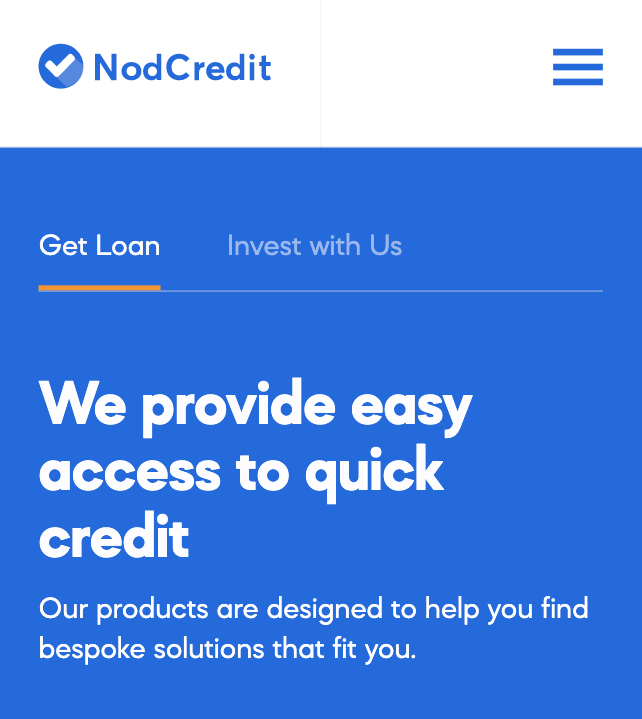 NodCredit
Get Loan
Invest with Us
We provide easy
access to quick
credit
Our products are designed to help you find
bespoke solutions that fit you.